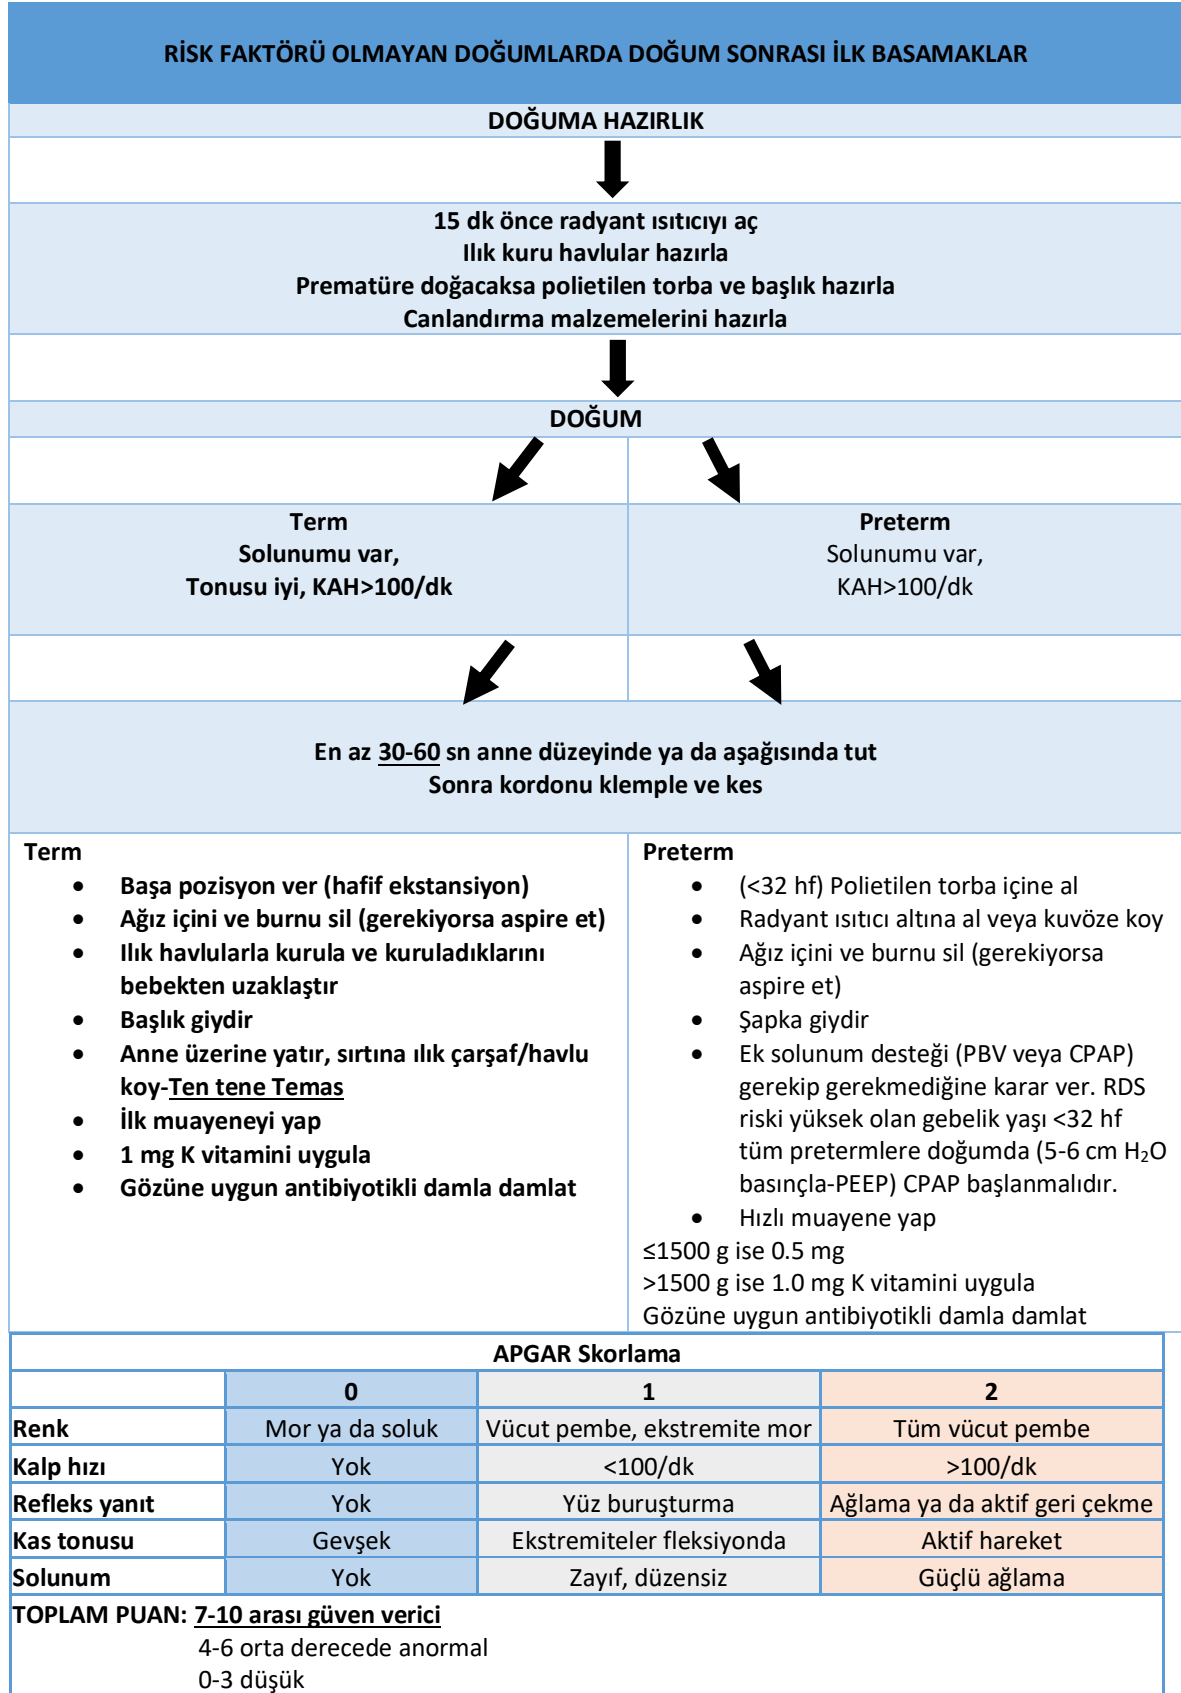 RİSK FAKTÖRÜ OLMAYAN DOĞUMLARDA DOĞUM SONRASI İLK BASAMAKLAR
DOĞUMA HAZIRLIK
15 dk önce radyant ısıtıcıyı aç
Ilık kuru havlular hazırla
Prematüre doğacaksa polietilen torba ve başlık hazırla
Canlandırma malzemelerini hazırla
DOĞUM
Term
Solunumu var,
Tonusu iyi, KAH>100/dk
Preterm
Solunumu var,
KAH>100/dk
En az 30-60 sn anne düzeyinde ya da aşağısında tut
Sonra kordonu klemple ve kes
Term
• Başa pozisyon ver (hafif ekstansiyon)
• Ağız içini ve burnu sil (gerekiyorsa aspire et)
• Ilık havlularla kurula ve kuruladıklarını
bebekten uzaklaştır
• Başlık giydir
• Anne üzerine yatır, sırtına ılık çarşaf/havlu
koy-Ten tene Temas
• İlk muayeneyi yap
• 1 mg K vitamini uygula
• Gözüne uygun antibiyotikli damla damlat
Preterm
• (<32 hf) Polietilen torba içine al
• Radyant ısıtıcı altına al veya kuvöze koy
• Ağız içini ve burnu sil (gerekiyorsa
aspire et)
• Şapka giydir
• Ek solunum desteği (PBV veya CPAP)
gerekip gerekmediğine karar ver. RDS
riski yüksek olan gebelik yaşı <32 hf
tüm pretermlere doğumda (5-6 cm H₂O
basınçla-PEEP) CPAP başlanmalıdır.
• Hızlı muayene yap
≤1500 g ise 0.5 mg
>1500 g ise 1.0 mg K vitamini uygula
Gözüne uygun antibiyotikli damla damlat
APGAR Skorlama
0 1 2
Renk Mor ya da soluk Vücut pembe, ekstremite mor Tüm vücut pembe
Kalp hızı Yok <100/dk >100/dk
Refleks yanıt Yok Yüz buruşturma Ağlama ya da aktif geri çekme
Kas tonusu Gevşek Ekstremiteler fleksiyonda Aktif hareket
Solunum Yok Zayıf, düzensiz Güçlü ağlama
TOPLAM PUAN: 7-10 arası güven verici
4-6 orta derecede anormal
0-3 düşük